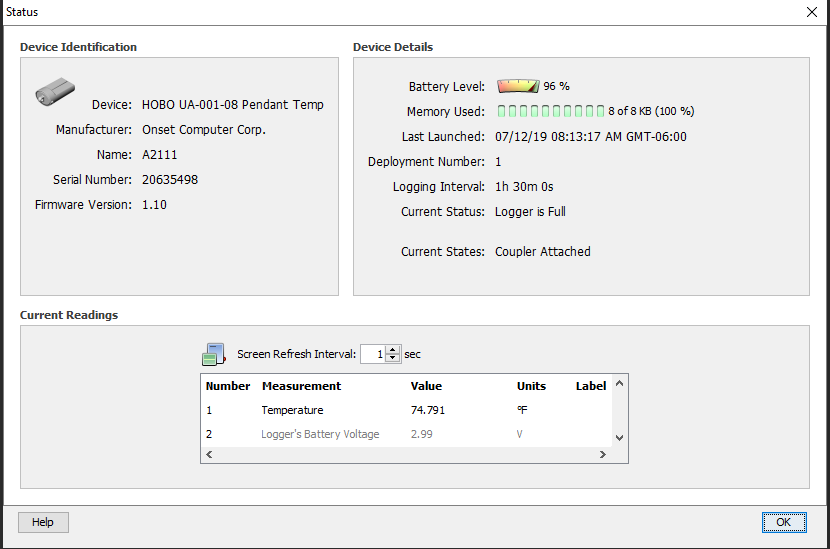 Status
Device Identification
Device: HOBO UA-001-08 Pendant Temp
Manufacturer: Onset Computer Corp.
Name: A2111
Serial Number: 20635498
Firmware Version: 1.10
Device Details
Battery Level: 96 %
Memory Used: 8 of 8 KB (100 %)
Last Launched: 07/12/19 08:13:17 AM GMT-06:00
Deployment Number: 1
Logging Interval: 1h 30m 0s
Current Status: Logger is Full
Current States: Coupler Attached
Current Readings
Screen Refresh Interval: 1 sec
Number Measurement Value Units Label
1 Temperature 74.791 °F
2 Logger's Battery Voltage 2.99 V
Help OK